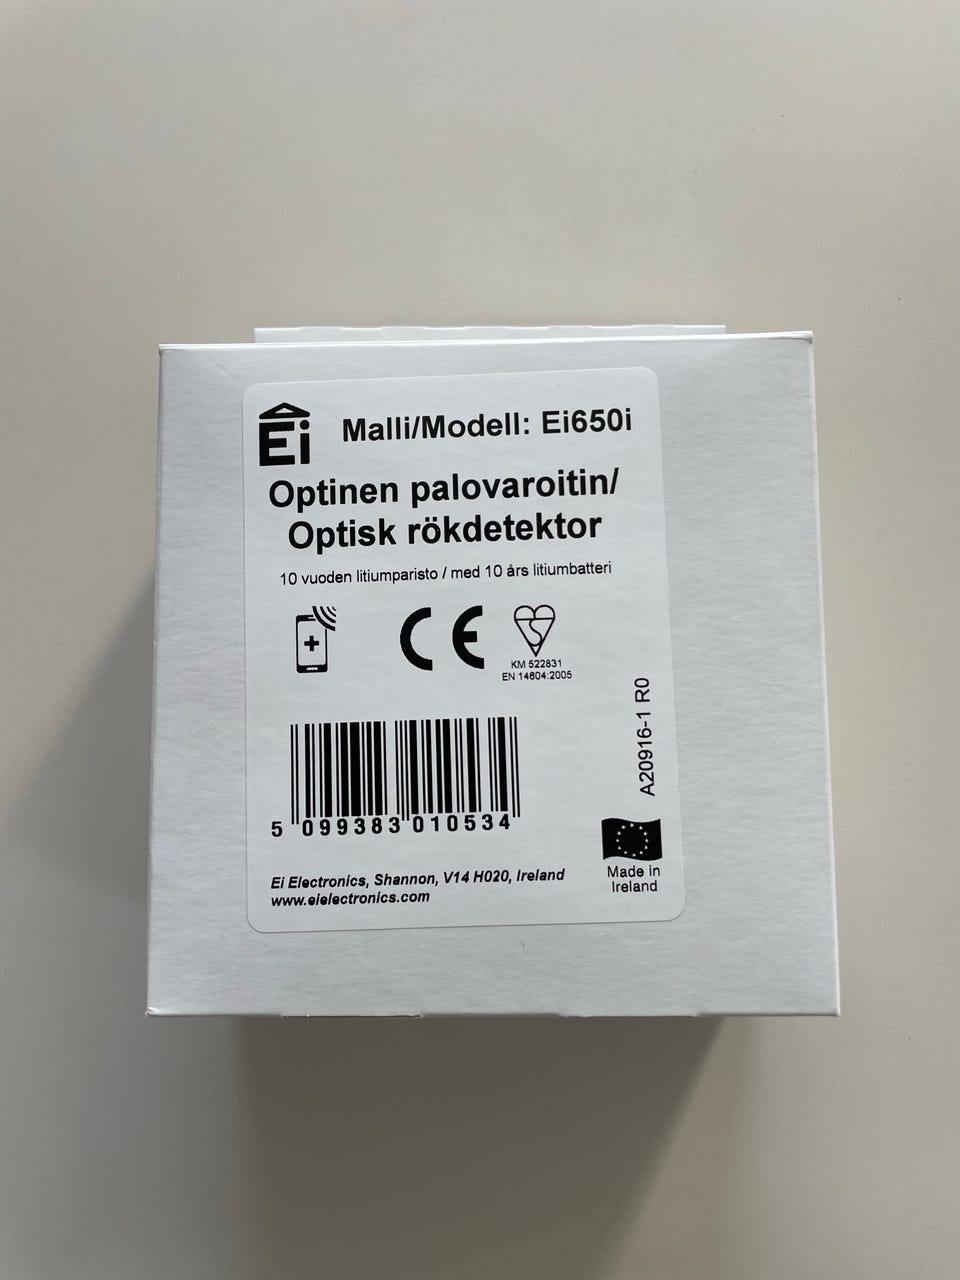 Ei
Malli/Modell: Ei650i
Optinen palovaroitin/
Optisk rökdetektor
10 vuoden litiumparisto / med 10 års litiumbatteri
CE
KM 522831
EN 14604:2005
A20916-1 R0
5 099383 010534
Made in
Ireland
Ei Electronics, Shannon, V14 H020, Ireland
www.eielectronics.com